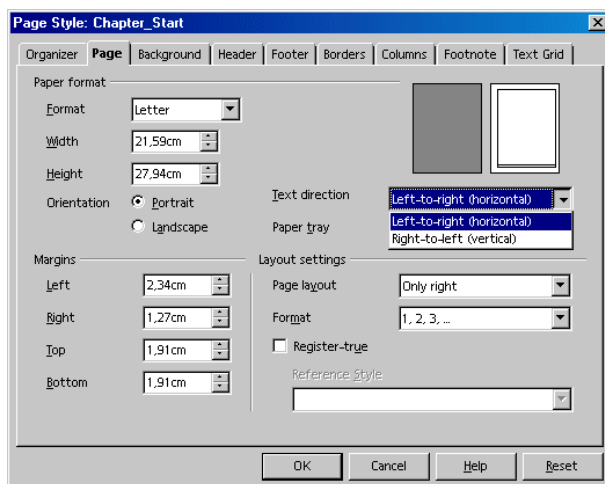 Page Style: Chapter_Start
Organizer Page Background Header Footer Borders Columns Footnote Text Grid
Paper format
Format Letter
Width 21,59cm
Height 27,94cm
Orientation Portrait
Landscape
Text direction Left-to-right (horizontal)
Left-to-right (horizontal)
Paper tray
Right-to-left (vertical)
Margins
Left 2,34cm
Right 1,27cm
Top 1,91cm
Bottom 1,91cm
Layout settings
Page layout Only right
Format 1, 2, 3, ...
Register-true
Reference Style
OK Cancel Help Reset